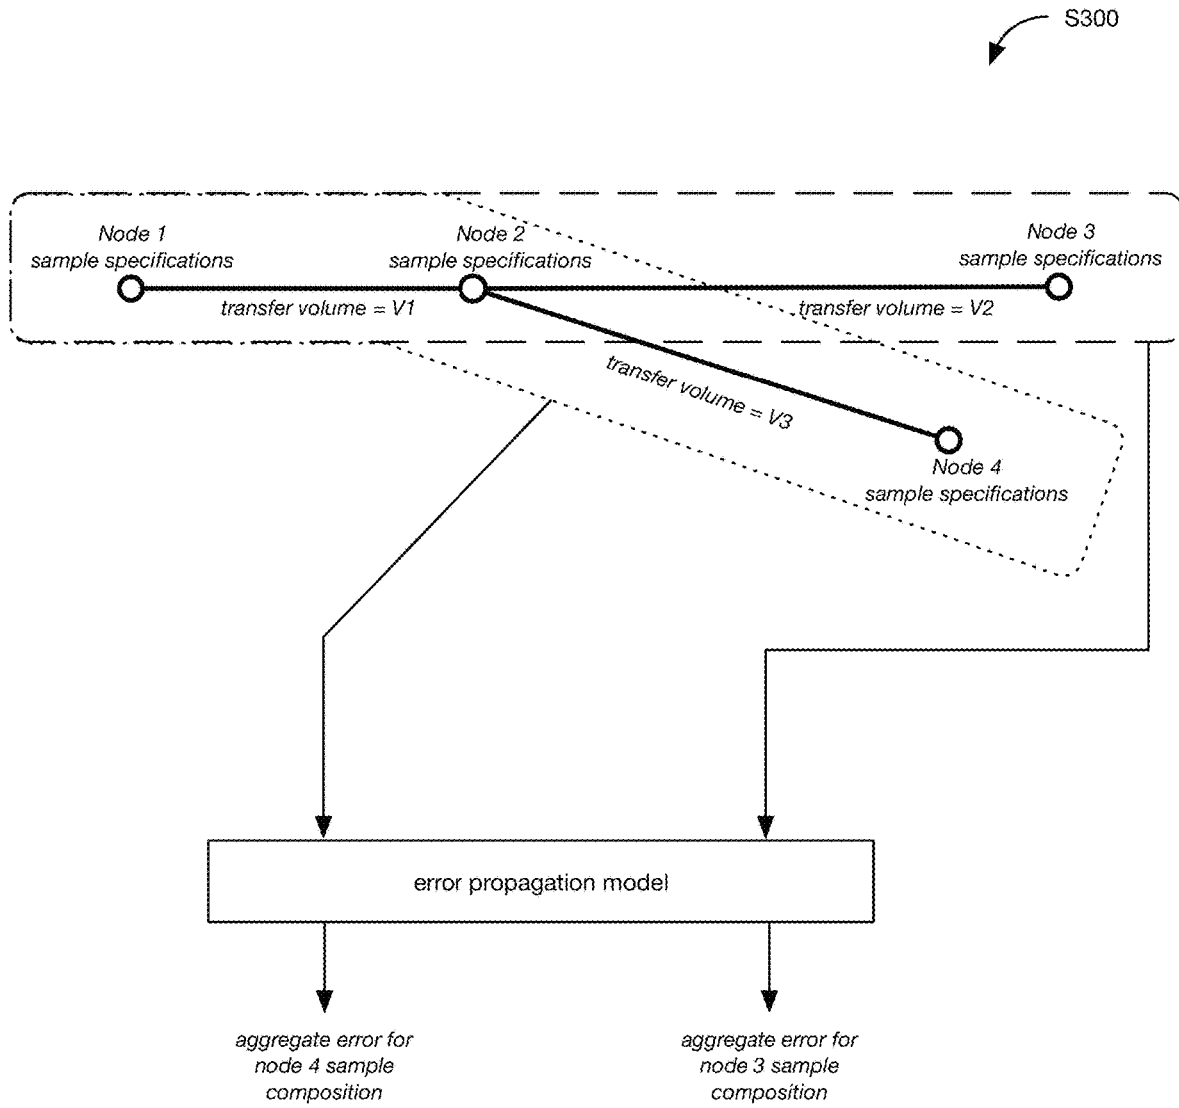 S300
Node 1
sample specifications
Node 2
sample specifications
Node 3
sample specifications
transfer volume = V1
transfer volume = V2
transfer volume = V3
Node 4
sample specifications
error propagation model
aggregate error for
node 4 sample
composition
aggregate error for
node 3 sample
composition